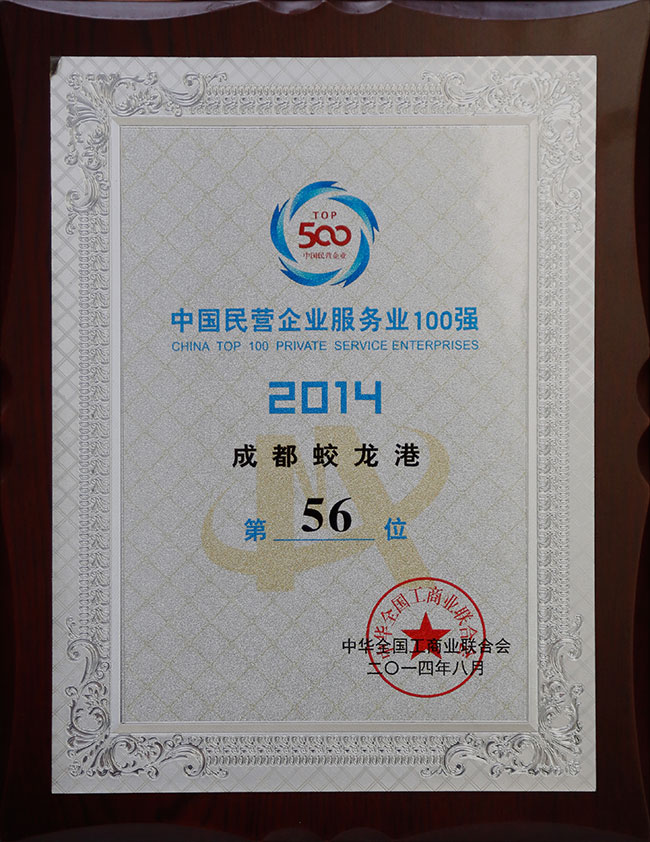 TOP
500
中国民营企业
中国民营企业服务业100强
CHINA TOP 100 PRIVATE SERVICE ENTERPRISES
2014
成都蛟龙港
第 56 位
中华全国工商业联合会
中华全国工商业联合会
二〇一四年八月